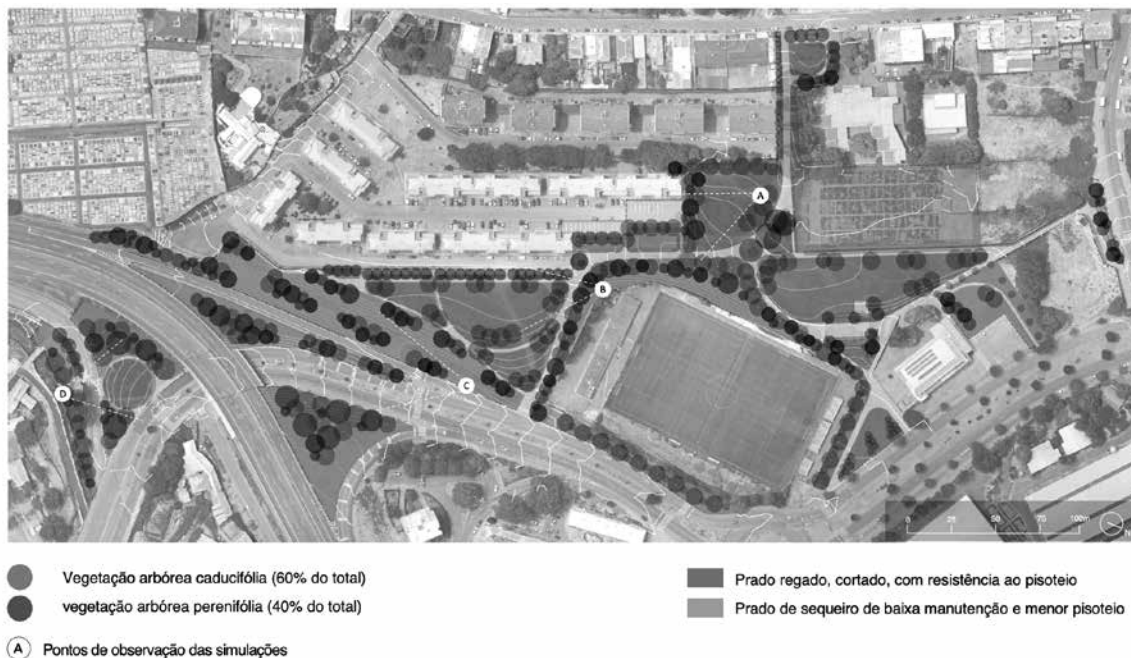 A
B
C
D
0 25 50 75 100m
N
Vegetação arbórea caducifólia (60% do total)
vegetação arbórea perenifólia (40% do total)
A Pontos de observação das simulações
Prado regado, cortado, com resistência ao pisoteio
Prado de sequeiro de baixa manutenção e menor pisoteio